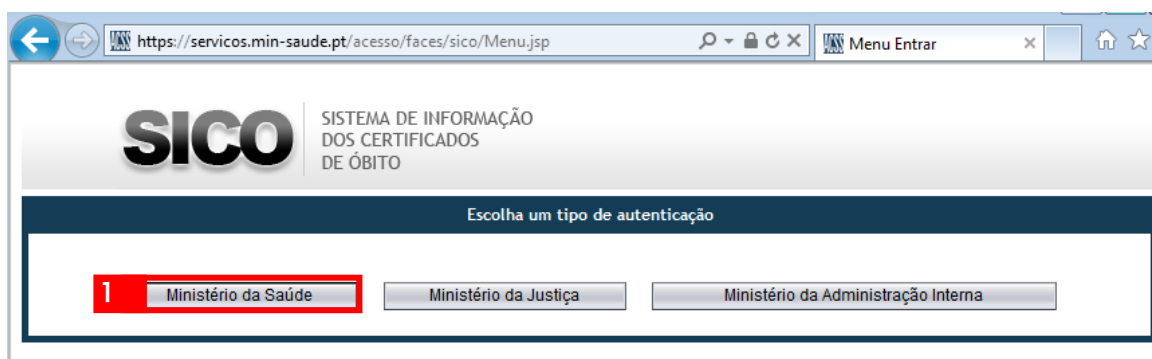 https://servicos.min-saude.pt/acesso/faces/sico/Menu.jsp
Menu Entrar
SICO
SISTEMA DE INFORMAÇÃO
DOS CERTIFICADOS
DE ÓBITO
Escolha um tipo de autenticação
1 Ministério da Saúde Ministério da Justiça Ministério da Administração Interna